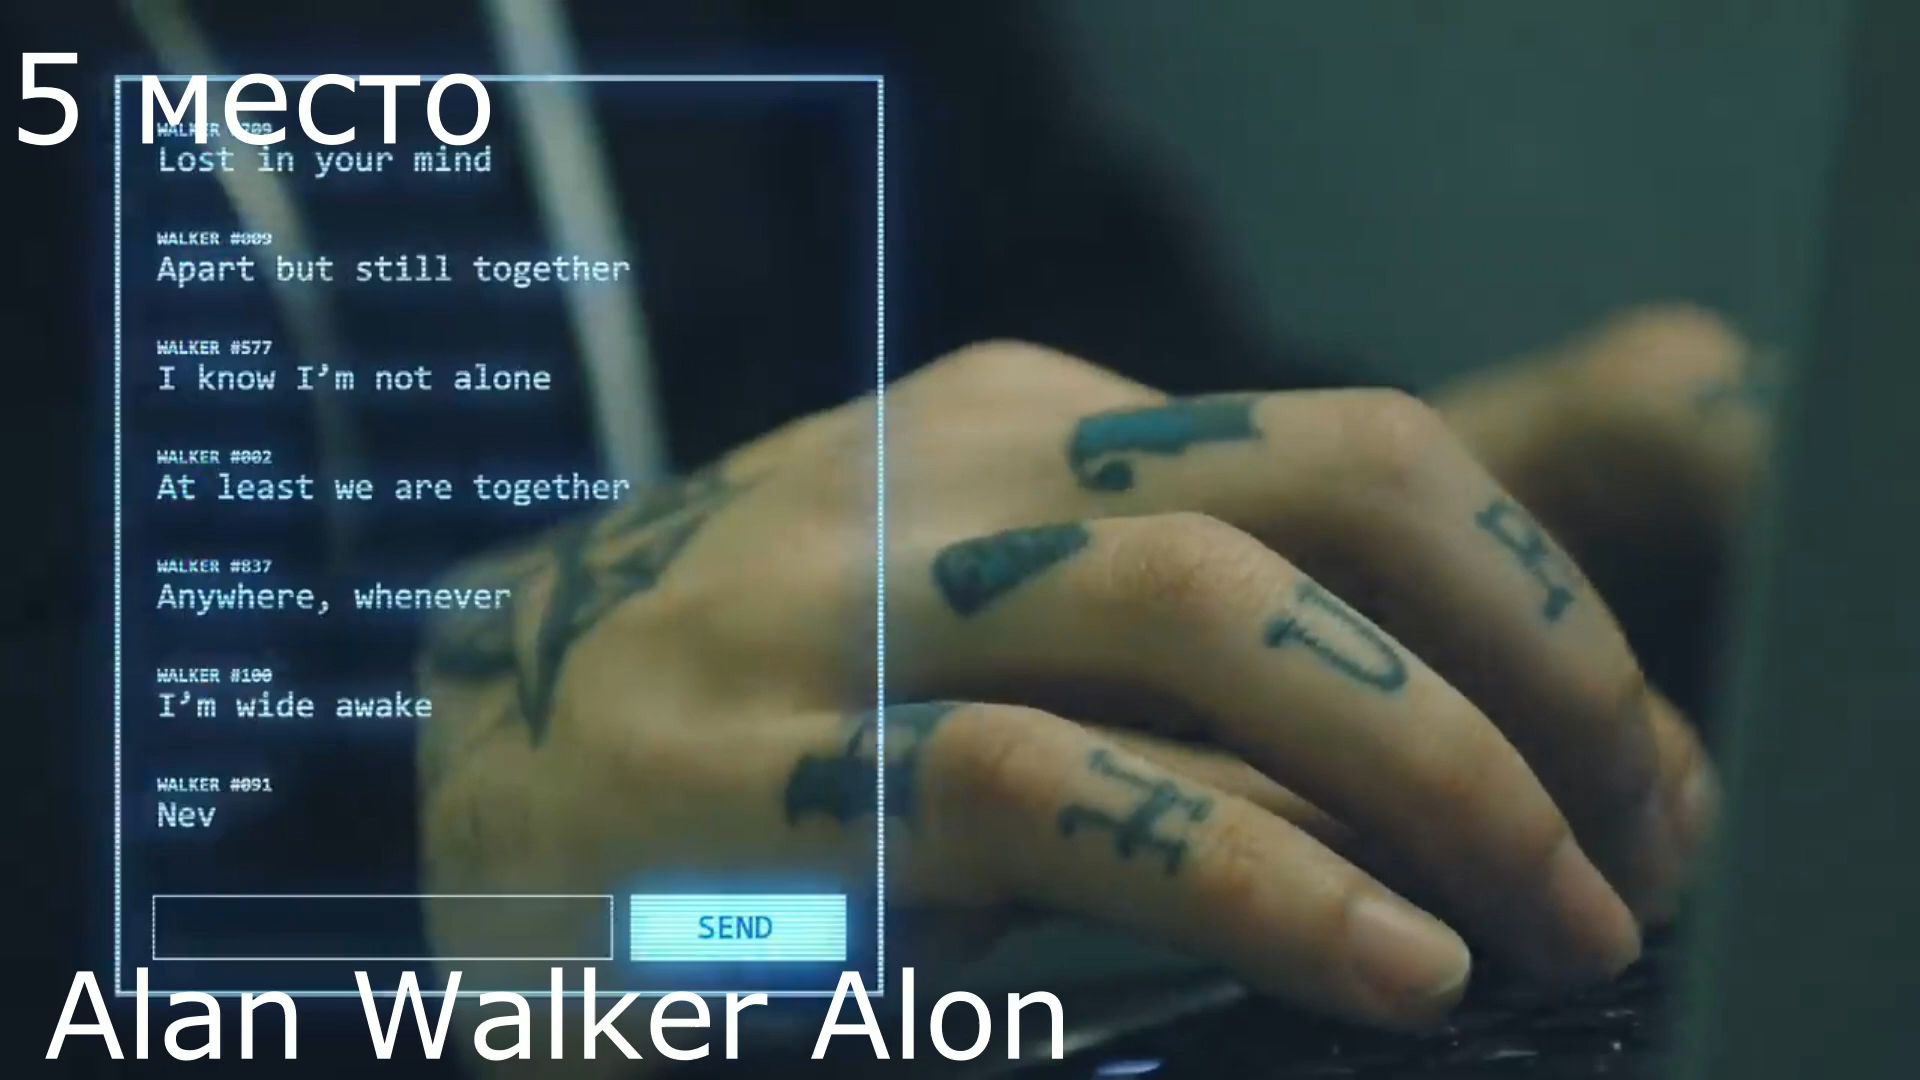 5 место
WALKER #209
Lost in your mind
WALKER #009
Apart but still together
WALKER #577
I know I'm not alone
WALKER #002
At least we are together
WALKER #837
Anywhere, whenever
WALKER #100
I'm wide awake
WALKER #091
Nev
SEND
Alan Walker Alon
U
H